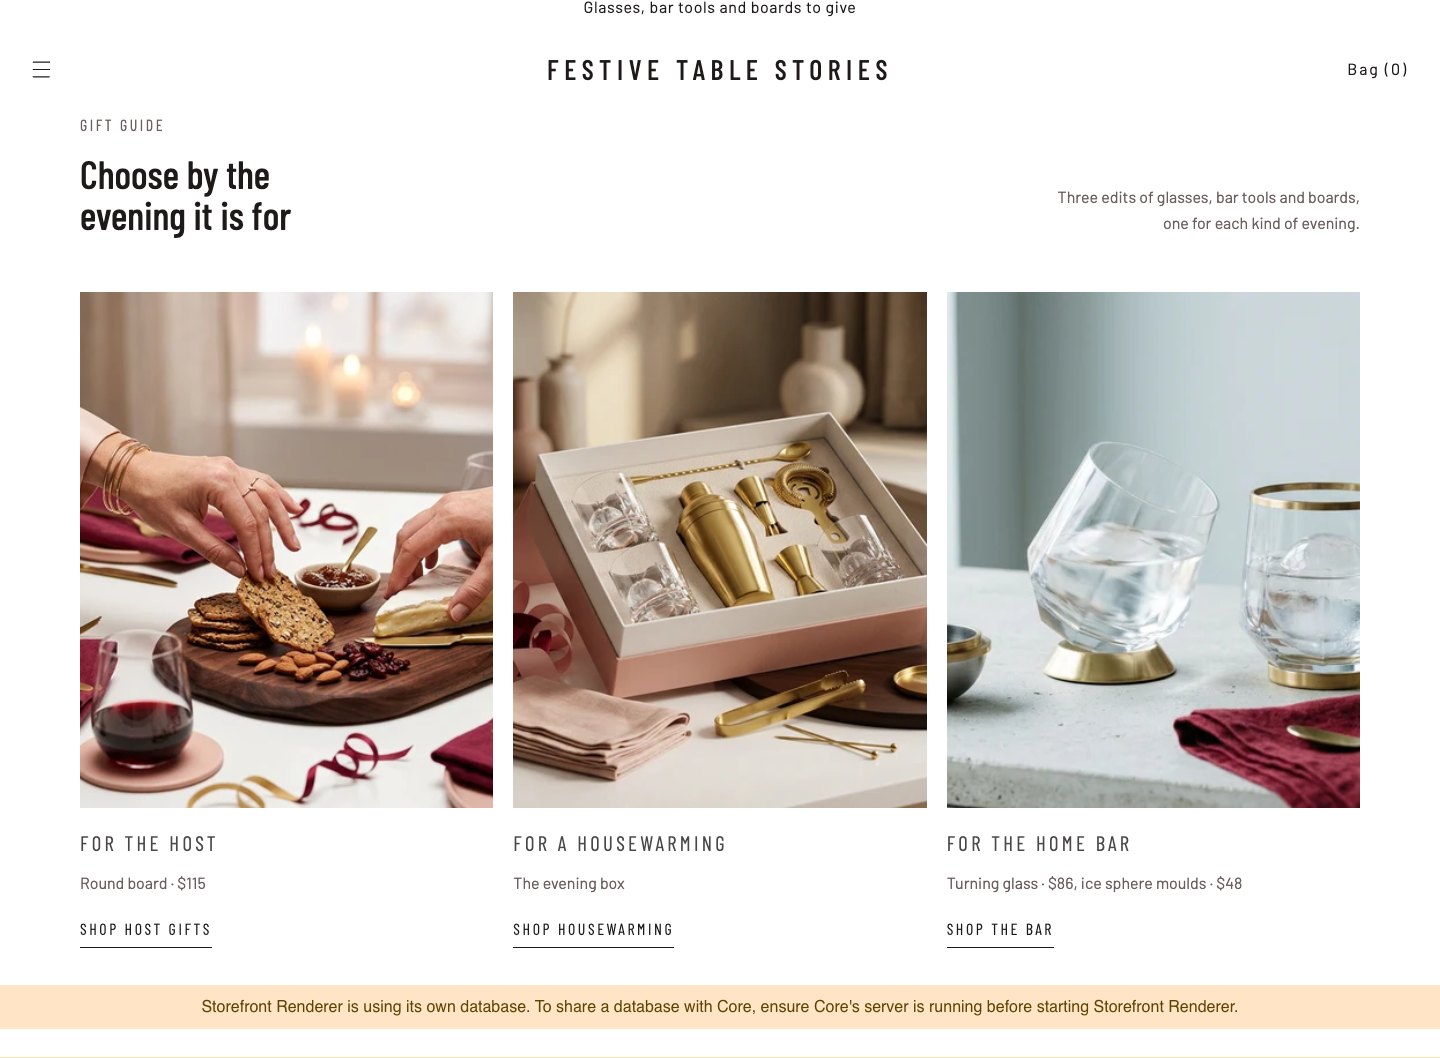 Glasses, bar tools and boards to give
FESTIVE TABLE STORIES
Bag (0)
GIFT GUIDE
Choose by the
evening it is for
Three edits of glasses, bar tools and boards,
one for each kind of evening.
FOR THE HOST
Round board · $115
SHOP HOST GIFTS
FOR A HOUSEWARMING
The evening box
SHOP HOUSEWARMING
FOR THE HOME BAR
Turning glass · $86, ice sphere moulds · $48
SHOP THE BAR
Storefront Renderer is using its own database. To share a database with Core, ensure Core's server is running before starting Storefront Renderer.